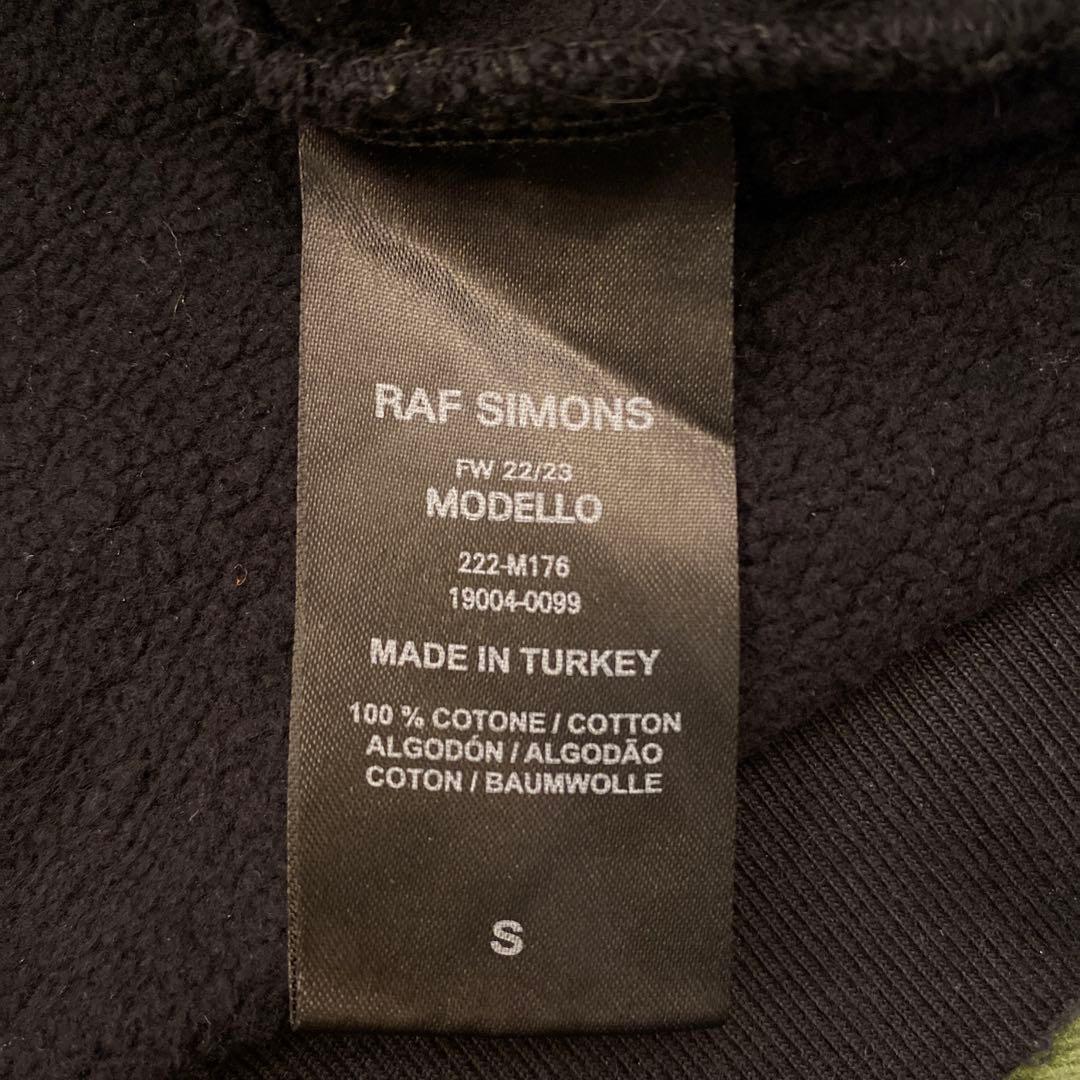 RAF SIMONS
FW 22/23
MODELLO
222-M176
19004-0099
MADE IN TURKEY
100 % COTONE / COTTON
ALGODÓN / ALGODÃO
COTON / BAUMWOLLE
S